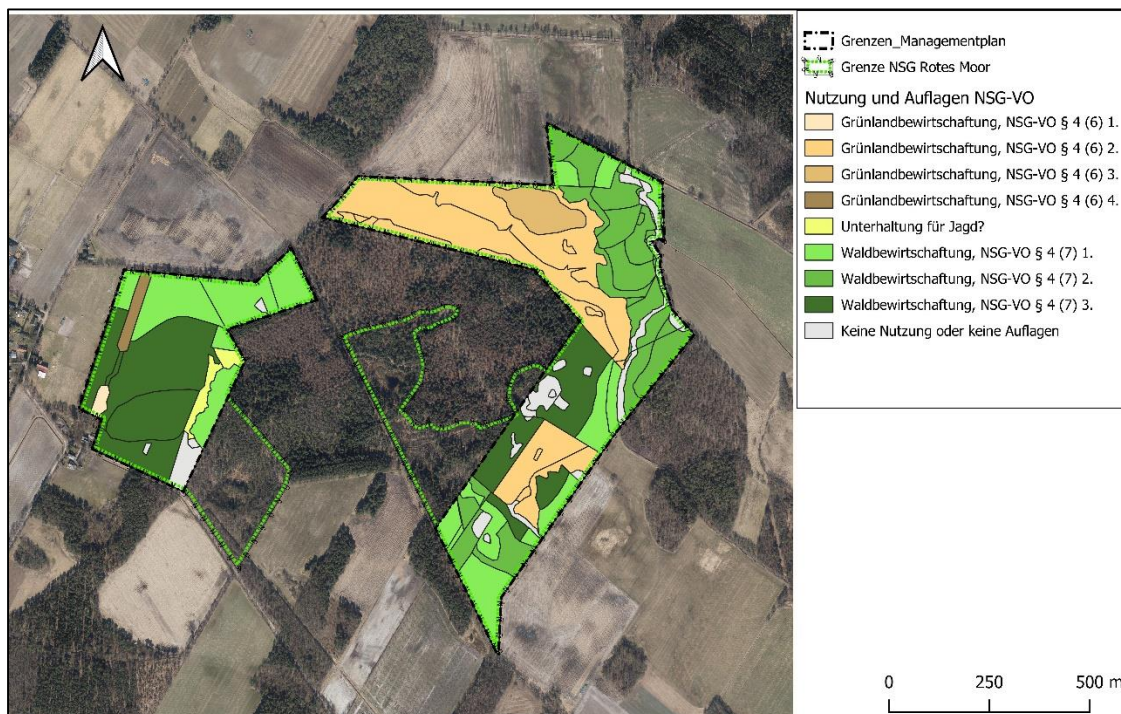 Grenzen_Managementplan
Grenze NSG Rotes Moor
Nutzung und Auflagen NSG-VO
Grünlandbewirtschaftung, NSG-VO § 4 (6) 1.
Grünlandbewirtschaftung, NSG-VO § 4 (6) 2.
Grünlandbewirtschaftung, NSG-VO § 4 (6) 3.
Grünlandbewirtschaftung, NSG-VO § 4 (6) 4.
Unterhaltung für Jagd?
Waldbewirtschaftung, NSG-VO § 4 (7) 1.
Waldbewirtschaftung, NSG-VO § 4 (7) 2.
Waldbewirtschaftung, NSG-VO § 4 (7) 3.
Keine Nutzung oder keine Auflagen
0 250 500 m